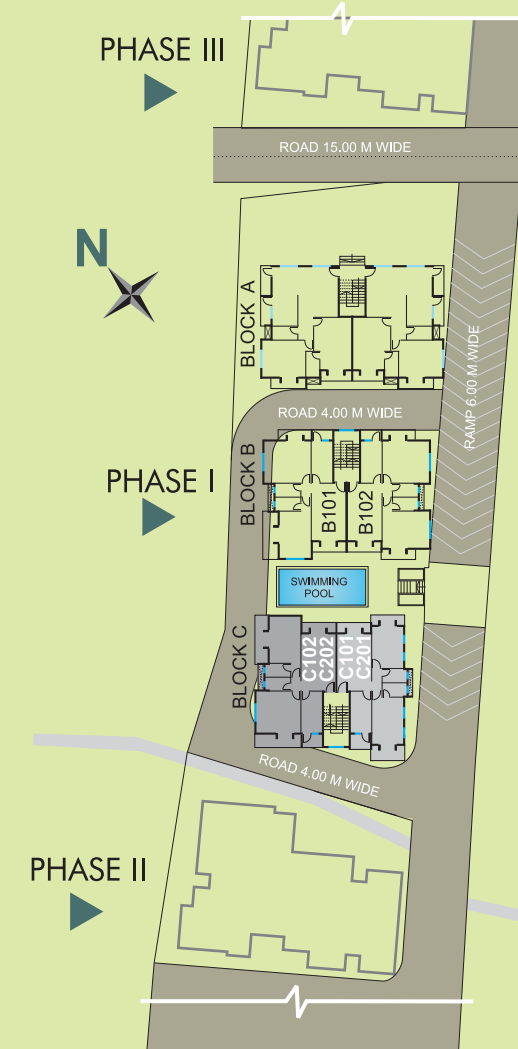 PHASE III
ROAD 15.00 M WIDE
N
BLOCK A
RAMP 6.00 M WIDE
ROAD 4.00 M WIDE
BLOCK B
PHASE I
B101
B102
SWIMMING
POOL
BLOCK C
C102
C202
C101
C201
ROAD 4.00 M WIDE
PHASE II